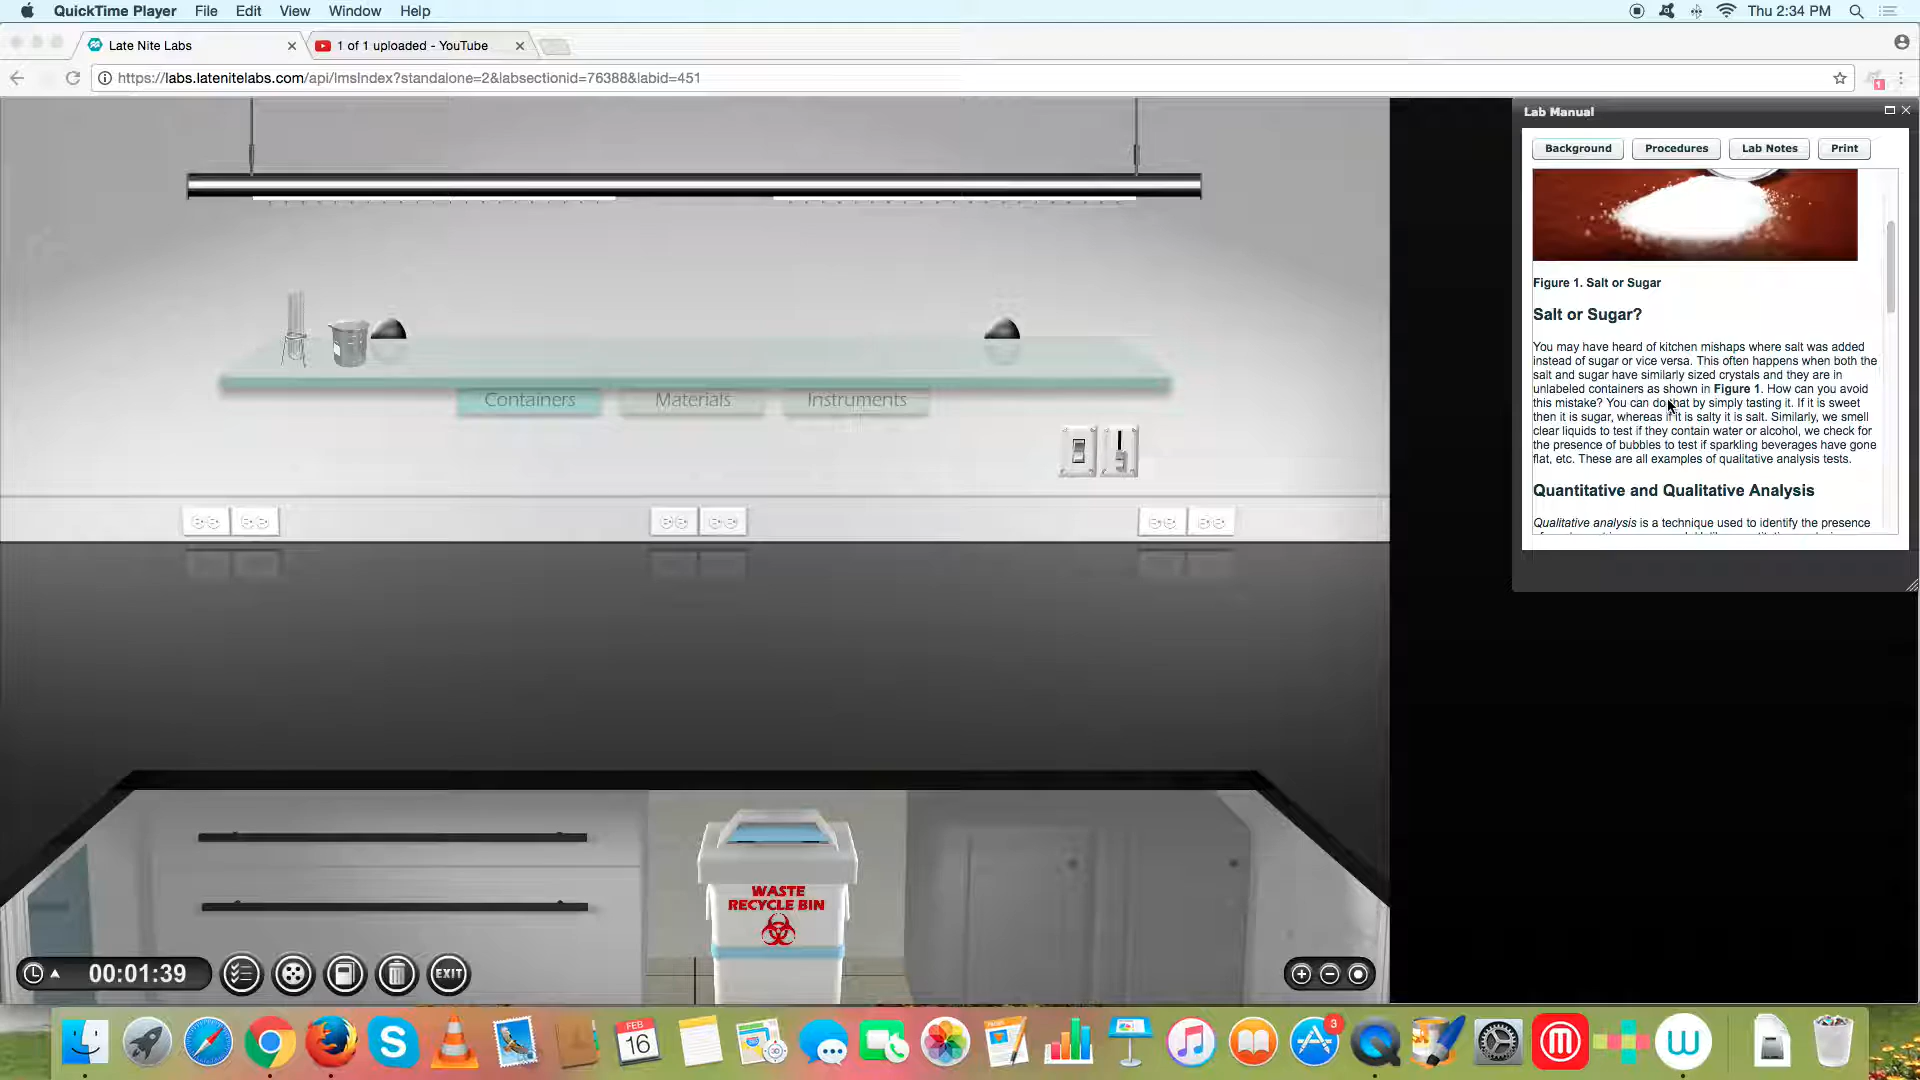 QuickTime Player File Edit View Window Help Thu 2:34 PM
Late Nite Labs 1 of 1 uploaded - YouTube
https://labs.latenitelabs.com/api/lmsIndex?standalone=2&labsectionid=76388&labid=451
1
Lab Manual
Background Procedures Lab Notes Print
Figure 1. Salt or Sugar
Salt or Sugar?
You may have heard of kitchen mishaps where salt was added
instead of sugar or vice versa. This often happens when both the
salt and sugar have similarly sized crystals and they are in
unlabeled containers as shown in Figure 1. How can you avoid
this mistake? You can do that by simply tasting it. If it is sweet
then it is sugar, whereas if it is salty it is salt. Similarly, we smell
clear liquids to test if they contain water or alcohol, we check for
the presence of bubbles to test if sparkling beverages have gone
flat, etc. These are all examples of qualitative analysis tests.
Quantitative and Qualitative Analysis
Qualitative analysis is a technique used to identify the presence
Containers Materials Instruments
WASTE
RECYCLE BIN
00:01:39
EXIT
FEB
16
3